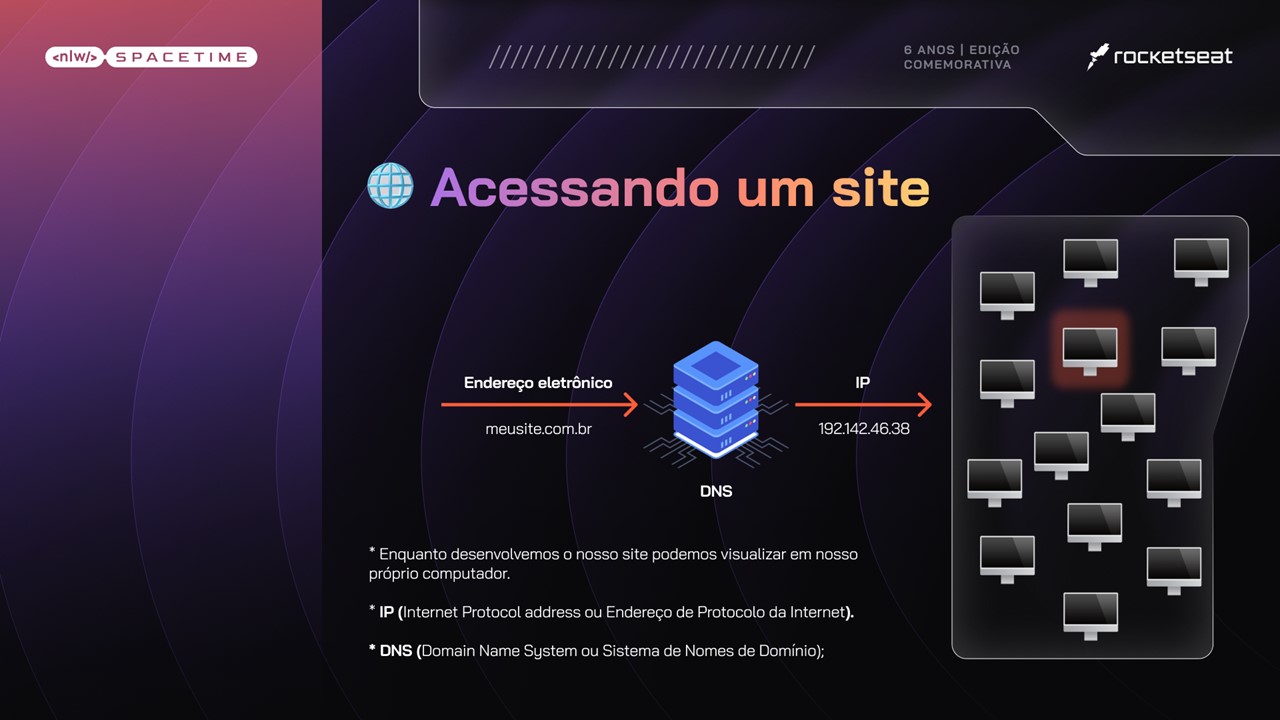 <nlw/> SPACETIME
6 ANOS | EDIÇÃO
COMEMORATIVA
rocketseat
Acessando um site
Endereço eletrônico
meusite.com.br
DNS
IP
192.142.46.38
* Enquanto desenvolvemos o nosso site podemos visualizar em nosso
próprio computador.
* IP (Internet Protocol address ou Endereço de Protocolo da Internet).
* DNS (Domain Name System ou Sistema de Nomes de Domínio);